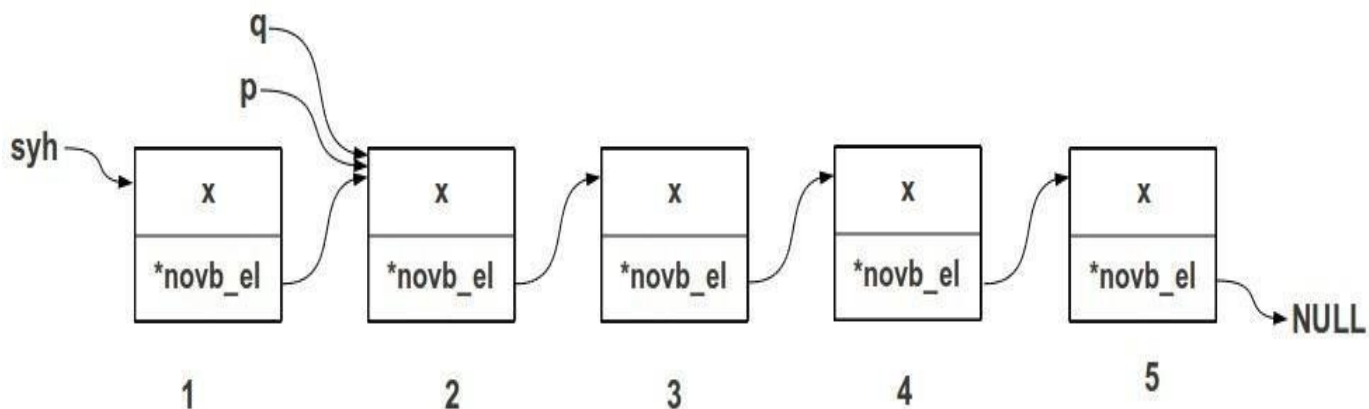 q
p
syh
x x x x x
*novb_el *novb_el *novb_el *novb_el *novb_el
NULL
1 2 3 4 5